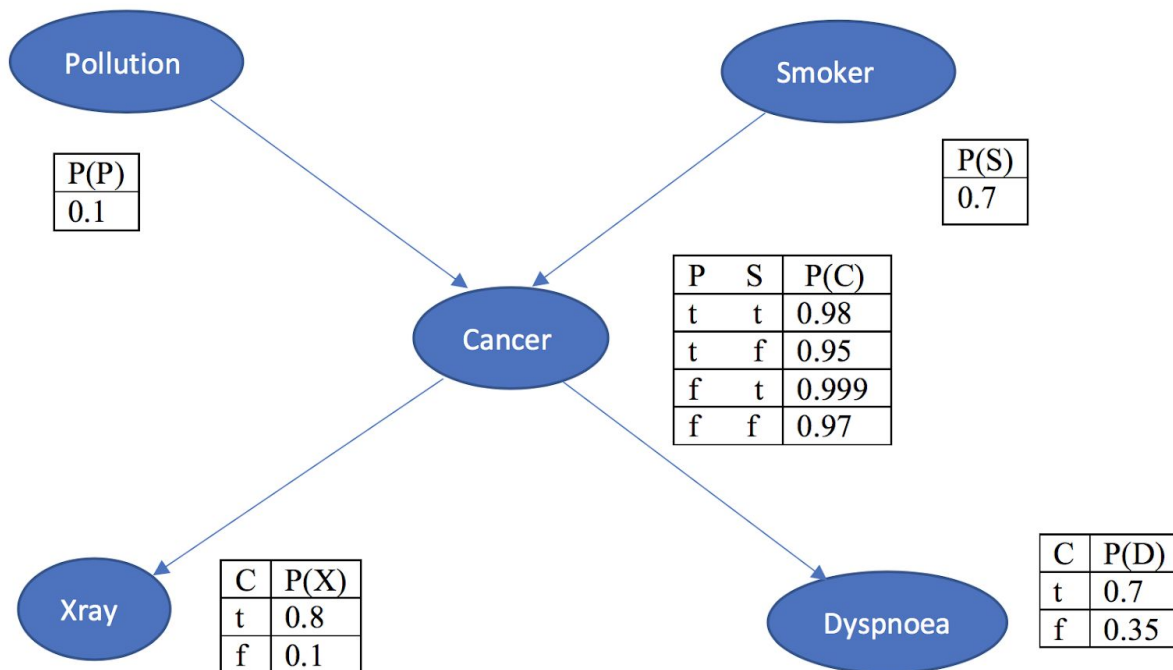 Pollution
Smoker
P(P)
0.1
P(S)
0.7
P S P(C)
t t 0.98
t f 0.95
f t 0.999
f f 0.97
Cancer
Xray
C P(X)
t 0.8
f 0.1
Dyspnoea
C P(D)
t 0.7
f 0.35